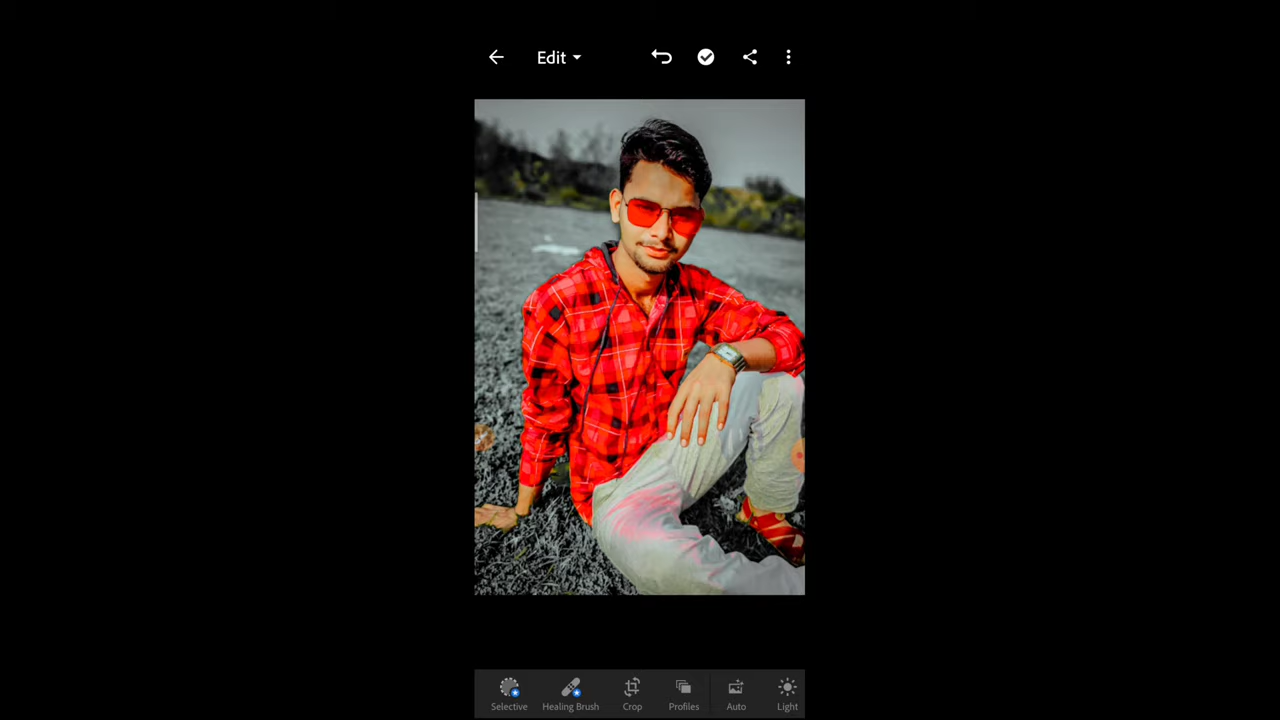 Edit
Selective
Healing Brush
Crop
Profiles
Auto
Light